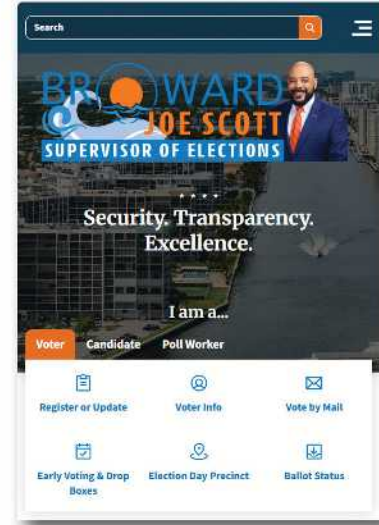 Search
BROWARD
JOE SCOTT
SUPERVISOR OF ELECTIONS
Security. Transparency.
Excellence.
I am a...
Voter Candidate Poll Worker
Register or Update Voter Info Vote by Mail
Early Voting & Drop Election Day Precinct Ballot Status
Boxes